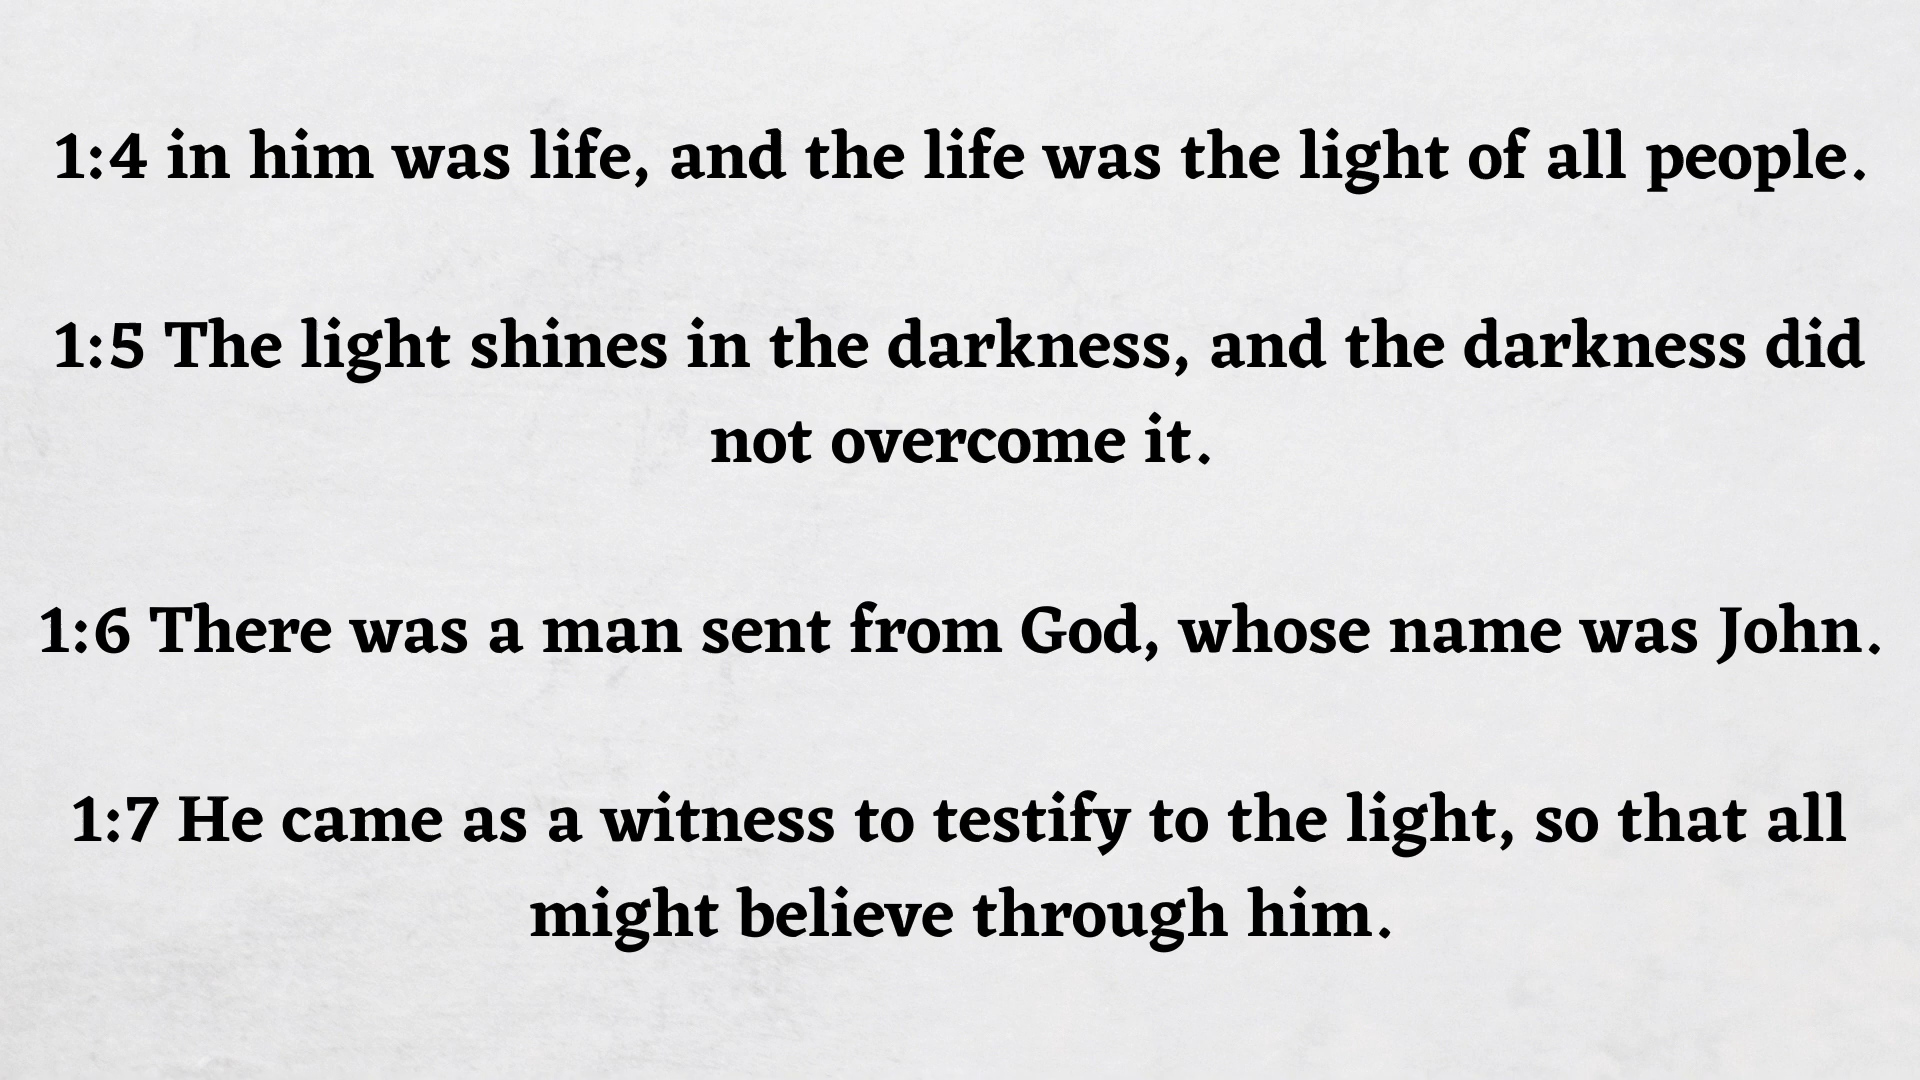 1:4 in him was life, and the life was the light of all people.
1:5 The light shines in the darkness, and the darkness did
not overcome it.
1:6 There was a man sent from God, whose name was John.
1:7 He came as a witness to testify to the light, so that all
might believe through him.